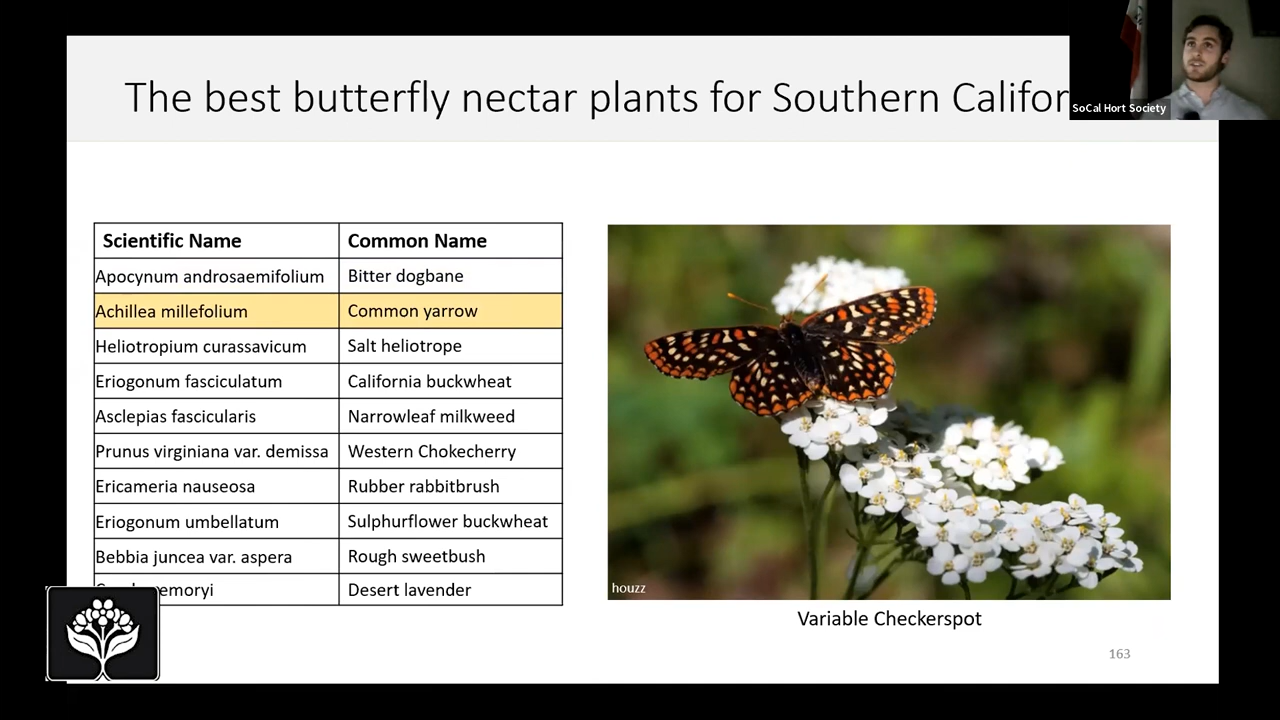 The best butterfly nectar plants for Southern Califor
SoCal Hort Society
Scientific Name Common Name
Apocynum androsaemifolium Bitter dogbane
Achillea millefolium Common yarrow
Heliotropium curassavicum Salt heliotrope
Eriogonum fasciculatum California buckwheat
Asclepias fascicularis Narrowleaf milkweed
Prunus virginiana var. demissa Western Chokecherry
Ericameria nauseosa Rubber rabbitbrush
Eriogonum umbellatum Sulphurflower buckwheat
Bebbia juncea var. aspera Rough sweetbush
emoryi Desert lavender
houzz
Variable Checkerspot
163